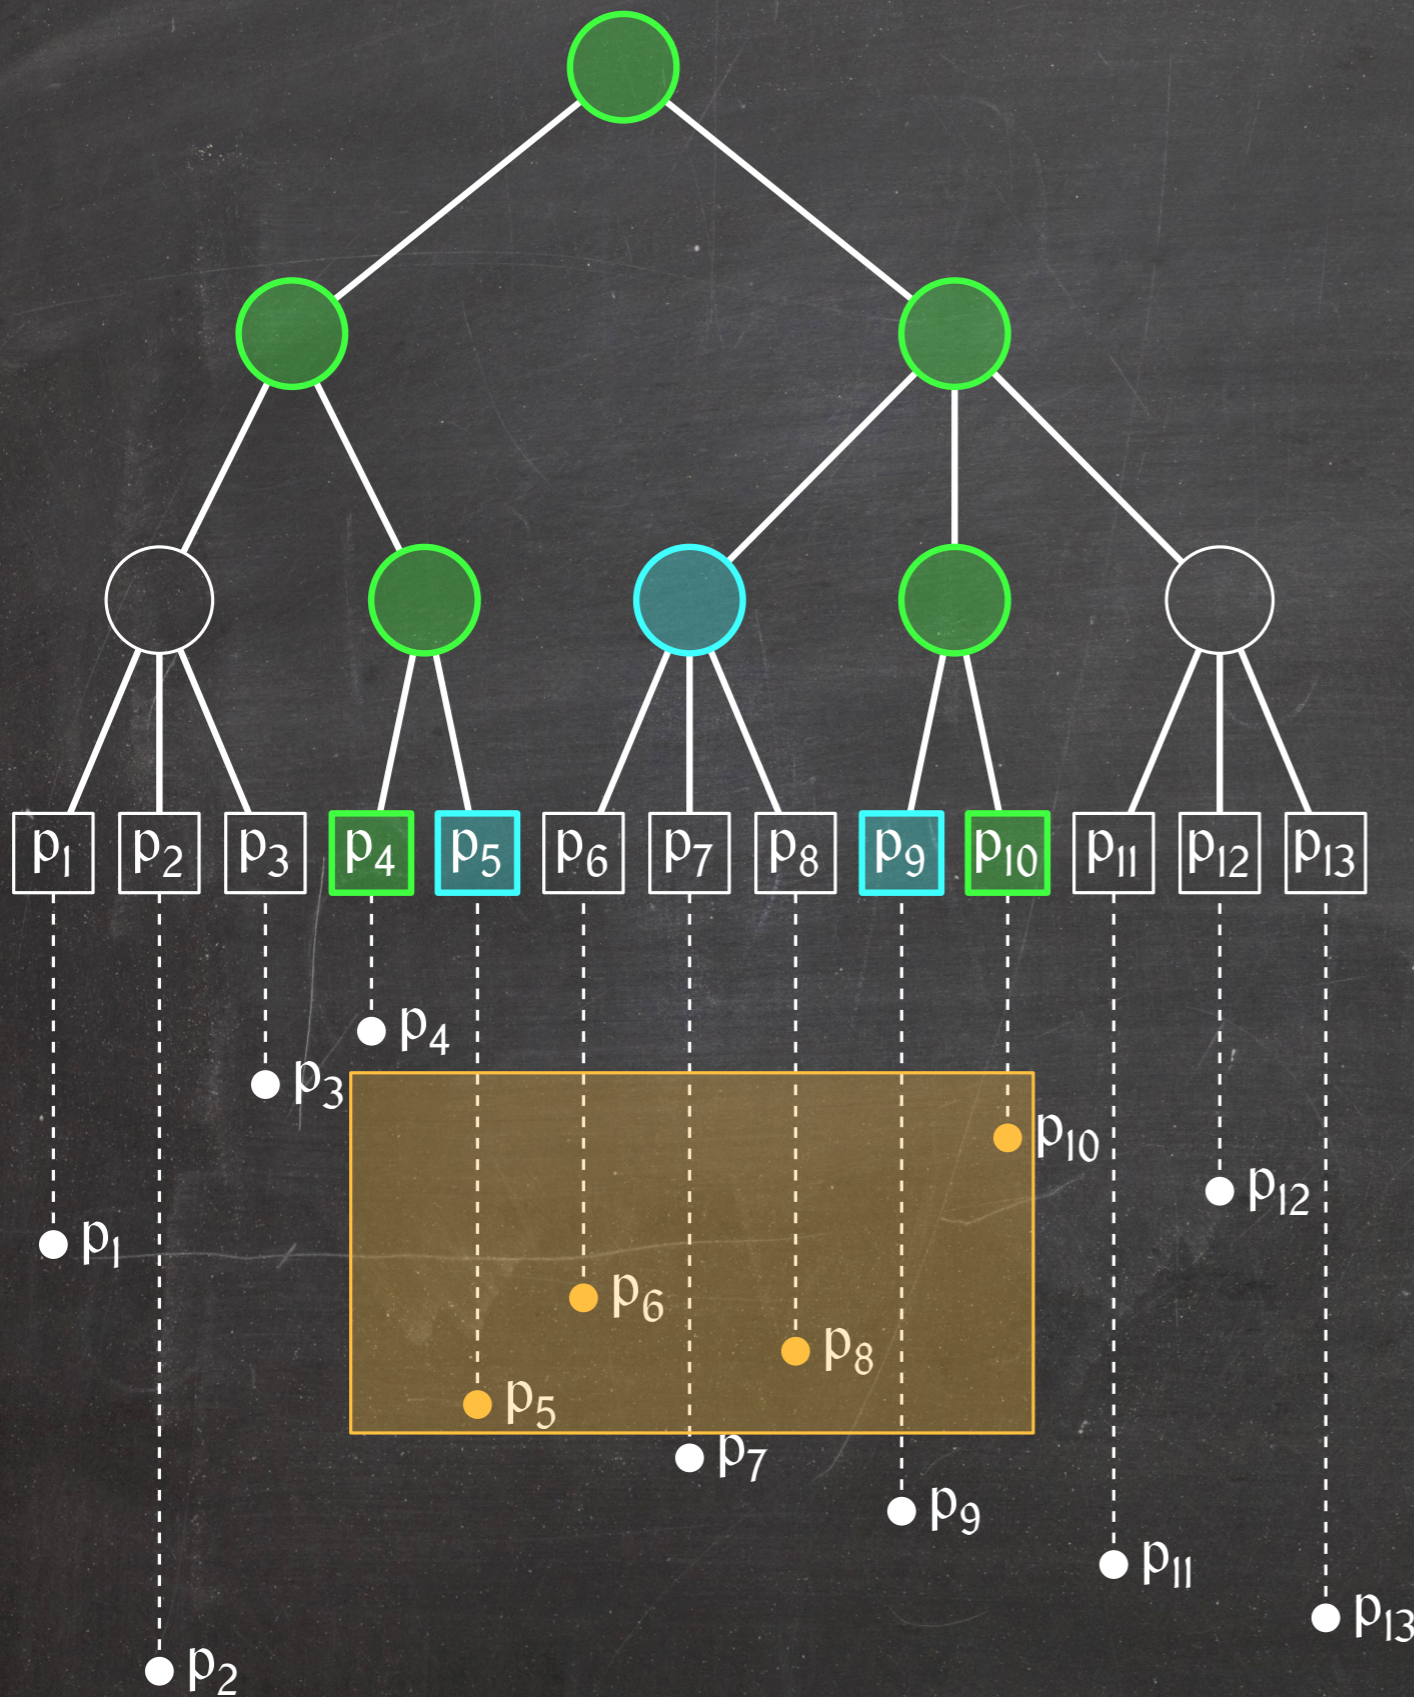 p₁ p₂ p₃ p₄ p₅ p₆ p₇ p₈ p₉ p₁₀ p₁₁ p₁₂ p₁₃
p₄
p₃
p₁₀
p₁₂
p₁
p₆
p₈
p₅
p₇
p₉
p₁₁
p₁₃
p₂